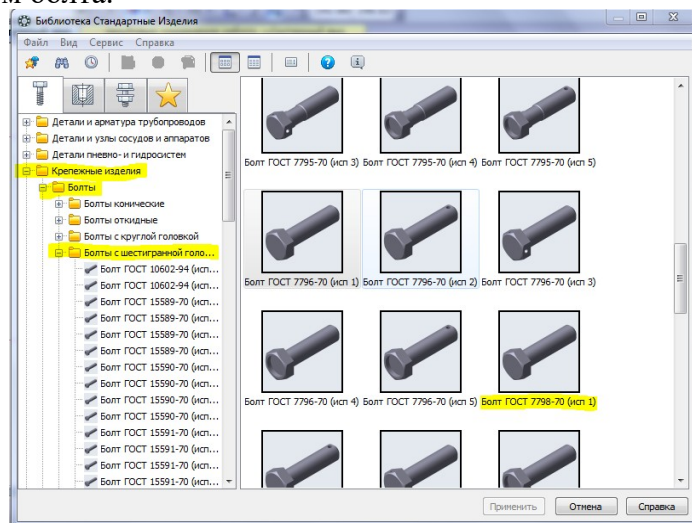 м болта.
Библиотека Стандартные Изделия
Файл Вид Сервис Справка
Детали и арматура трубопроводов
Детали и узлы сосудов и аппаратов
Детали пневмо- и гидросистем
Крепежные изделия
Болты
Болты конические
Болты откидные
Болты с круглой головкой
Болты с шестигранной голо...
Болт ГОСТ 10602-94 (исп...
Болт ГОСТ 10602-94 (исп...
Болт ГОСТ 15589-70 (исп...
Болт ГОСТ 15589-70 (исп...
Болт ГОСТ 15589-70 (исп...
Болт ГОСТ 15589-70 (исп...
Болт ГОСТ 15590-70 (исп...
Болт ГОСТ 15590-70 (исп...
Болт ГОСТ 15590-70 (исп...
Болт ГОСТ 15590-70 (исп...
Болт ГОСТ 15591-70 (исп...
Болт ГОСТ 15591-70 (исп...
Болт ГОСТ 15591-70 (исп...
Болт ГОСТ 15591-70 (исп...
Болт ГОСТ 7795-70 (исп 3) Болт ГОСТ 7795-70 (исп 4) Болт ГОСТ 7795-70 (исп 5)
Болт ГОСТ 7796-70 (исп 1) Болт ГОСТ 7796-70 (исп 2) Болт ГОСТ 7796-70 (исп 3)
Болт ГОСТ 7796-70 (исп 4) Болт ГОСТ 7796-70 (исп 5) Болт ГОСТ 7798-70 (исп 1)
Применить Отмена Справка